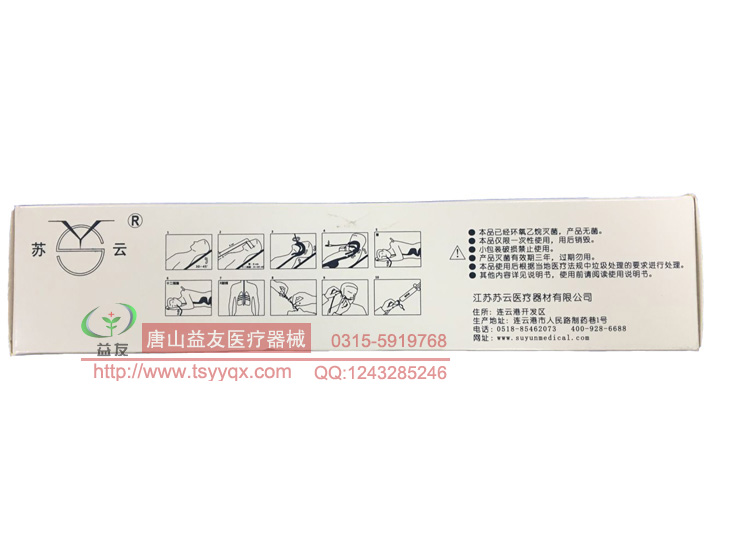 苏 云 ®
● 本品已经环氧乙烷灭菌，产品无菌。
● 本品仅限一次性使用，用后销毁。
● 小包装破损禁止使用。
● 产品灭菌有效期三年，过期勿用。
● 本品使用后根据当地医疗法规中垃圾处理的要求进行处理。
● 其他内容详见说明书，使用前请阅读使用说明书。
江苏苏云医疗器材有限公司
住所：连云港开发区
生产地址：连云港市人民路制药巷1号
电话：0518-85462073 400-928-6688
网址：www.suyunmedical.com
益友
唐山益友医疗器械 0315-5919768
http://www.tsyyqx.com QQ:1243285246